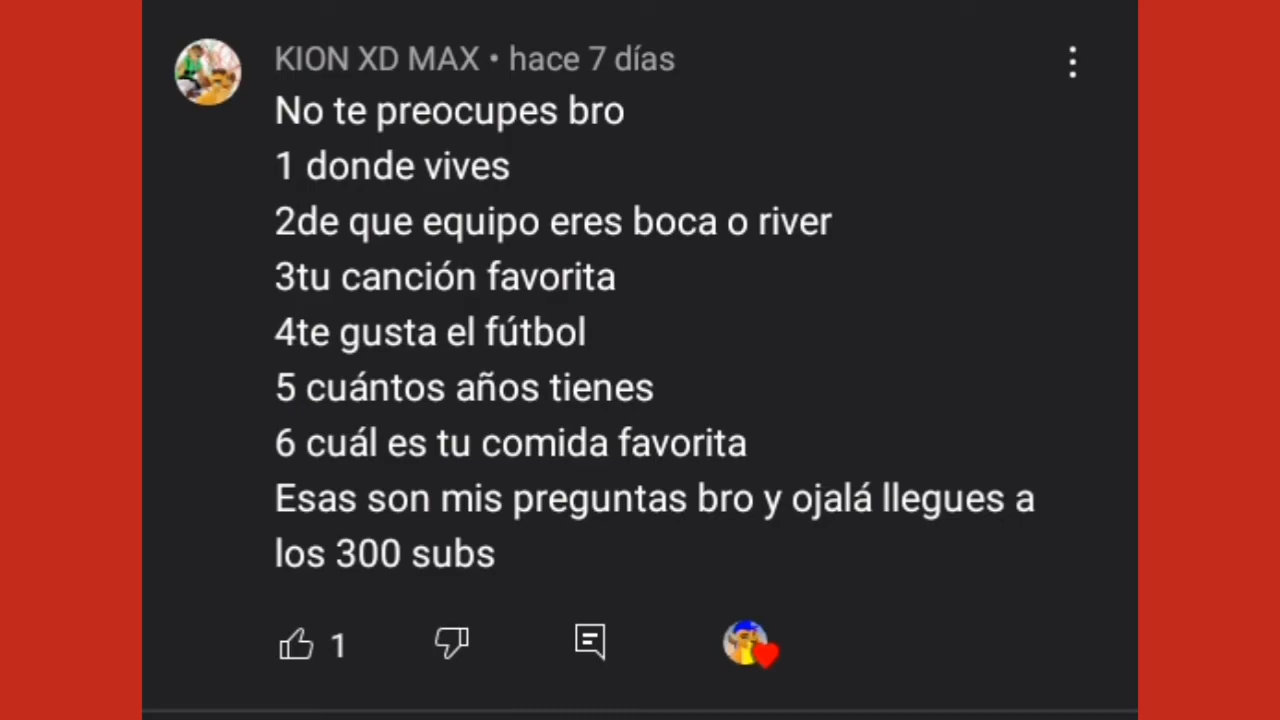 KION XD MAX • hace 7 días
No te preocupes bro
1 donde vives
2de que equipo eres boca o river
3tu canción favorita
4te gusta el fútbol
5 cuántos años tienes
6 cuál es tu comida favorita
Esas son mis preguntas bro y ojalá llegues a
los 300 subs
1